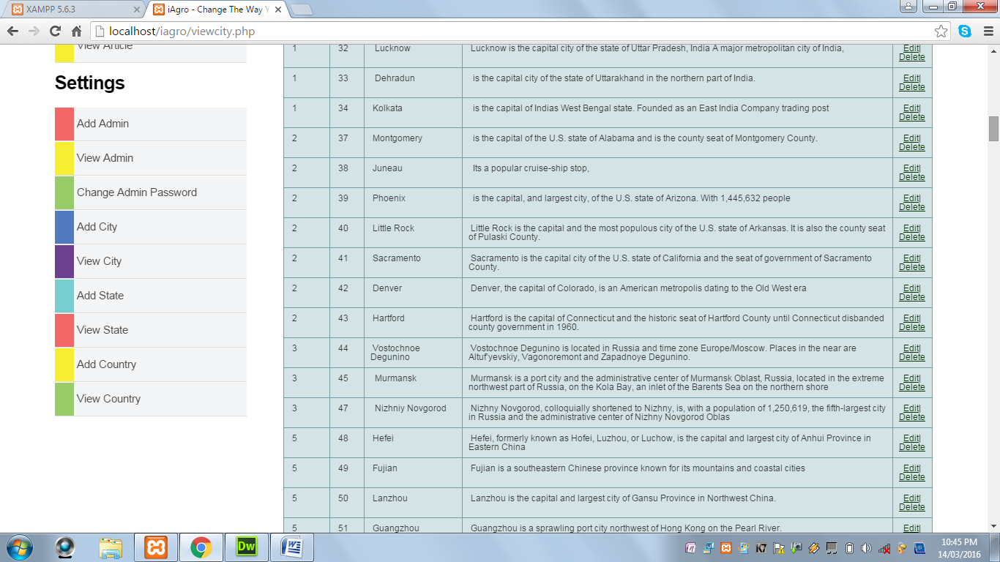 XAMPP 5.6.3
iAgro - Change The Way Y
localhost/iagro/viewcity.php
View Article
Settings
Add Admin
View Admin
Change Admin Password
Add City
View City
Add State
View State
Add Country
View Country
1 32 Lucknow Lucknow is the capital city of the state of Uttar Pradesh, India A major metropolitan city of India, Edit|
Delete
1 33 Dehradun is the capital city of the state of Uttarakhand in the northern part of India. Edit|
Delete
1 34 Kolkata is the capital of Indias West Bengal state. Founded as an East India Company trading post Edit|
Delete
2 37 Montgomery is the capital of the U.S. state of Alabama and is the county seat of Montgomery County. Edit|
Delete
2 38 Juneau Its a popular cruise-ship stop, Edit|
Delete
2 39 Phoenix is the capital, and largest city, of the U.S. state of Arizona. With 1,445,632 people Edit|
Delete
2 40 Little Rock Little Rock is the capital and the most populous city of the U.S. state of Arkansas. It is also the county seat Edit|
of Pulaski County. Delete
2 41 Sacramento Sacramento is the capital city of the U.S. state of California and the seat of government of Sacramento Edit|
County. Delete
2 42 Denver Denver, the capital of Colorado, is an American metropolis dating to the Old West era Edit|
Delete
2 43 Hartford Hartford is the capital of Connecticut and the historic seat of Hartford County until Connecticut disbanded Edit|
county government in 1960. Delete
3 44 Vostochnoe Vostochnoe Degunino is located in Russia and time zone Europe/Moscow. Places in the near are Edit|
Degunino Altuf'yevskiy, Vagonoremont and Zapadnoye Degunino. Delete
3 45 Murmansk Murmansk is a port city and the administrative center of Murmansk Oblast, Russia, located in the extreme Edit|
northwest part of Russia, on the Kola Bay, an inlet of the Barents Sea on the northern shore Delete
3 47 Nizhniy Novgorod Nizhny Novgorod, colloquially shortened to Nizhny, is, with a population of 1,250,619, the fifth-largest city Edit|
in Russia and the administrative center of Nizhny Novgorod Oblas Delete
5 48 Hefei Hefei, formerly known as Hofei, Luzhou, or Luchow, is the capital and largest city of Anhui Province in Edit|
Eastern China Delete
5 49 Fujian Fujian is a southeastern Chinese province known for its mountains and coastal cities Edit|
Delete
5 50 Lanzhou Lanzhou is the capital and largest city of Gansu Province in Northwest China. Edit|
Delete
5 51 Guangzhou Guangzhou is a sprawling port city northwest of Hong Kong on the Pearl River. Edit|
Dw
K7
10:45 PM
14/03/2016